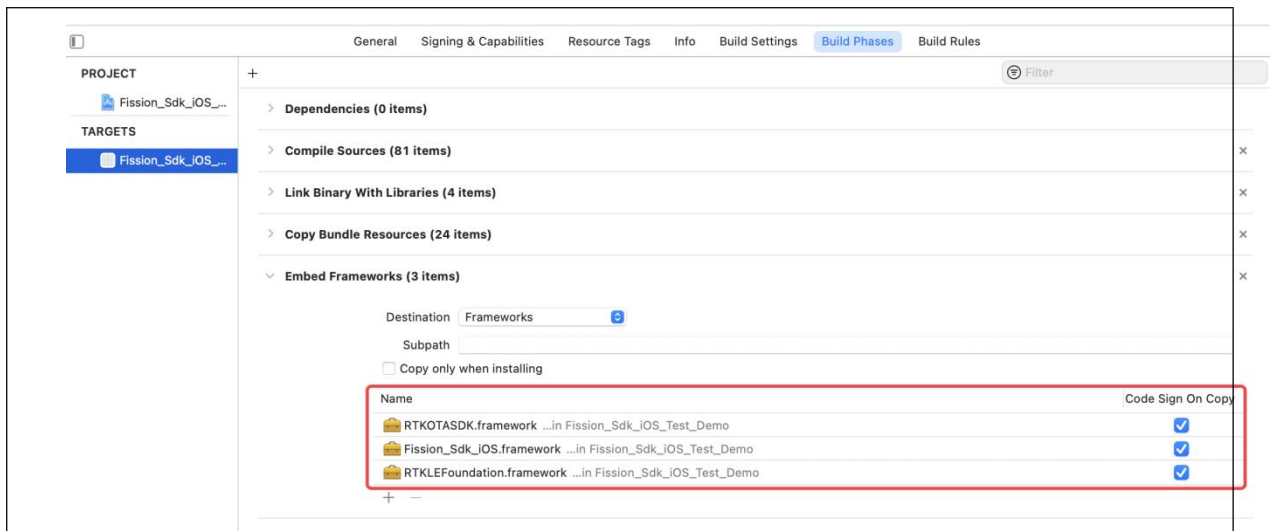 General Signing & Capabilities Resource Tags Info Build Settings Build Phases Build Rules
PROJECT
+
Filter
Fission_Sdk_iOS_...
TARGETS
Fission_Sdk_iOS_...
Dependencies (0 items)
Compile Sources (81 items)
Link Binary With Libraries (4 items)
Copy Bundle Resources (24 items)
Embed Frameworks (3 items)
Destination Frameworks
Subpath
Copy only when installing
Name Code Sign On Copy
RTKOTASDK.framework ...in Fission_Sdk_iOS_Test_Demo
Fission_Sdk_iOS.framework ...in Fission_Sdk_iOS_Test_Demo
RTKLEFoundation.framework ...in Fission_Sdk_iOS_Test_Demo
+ −